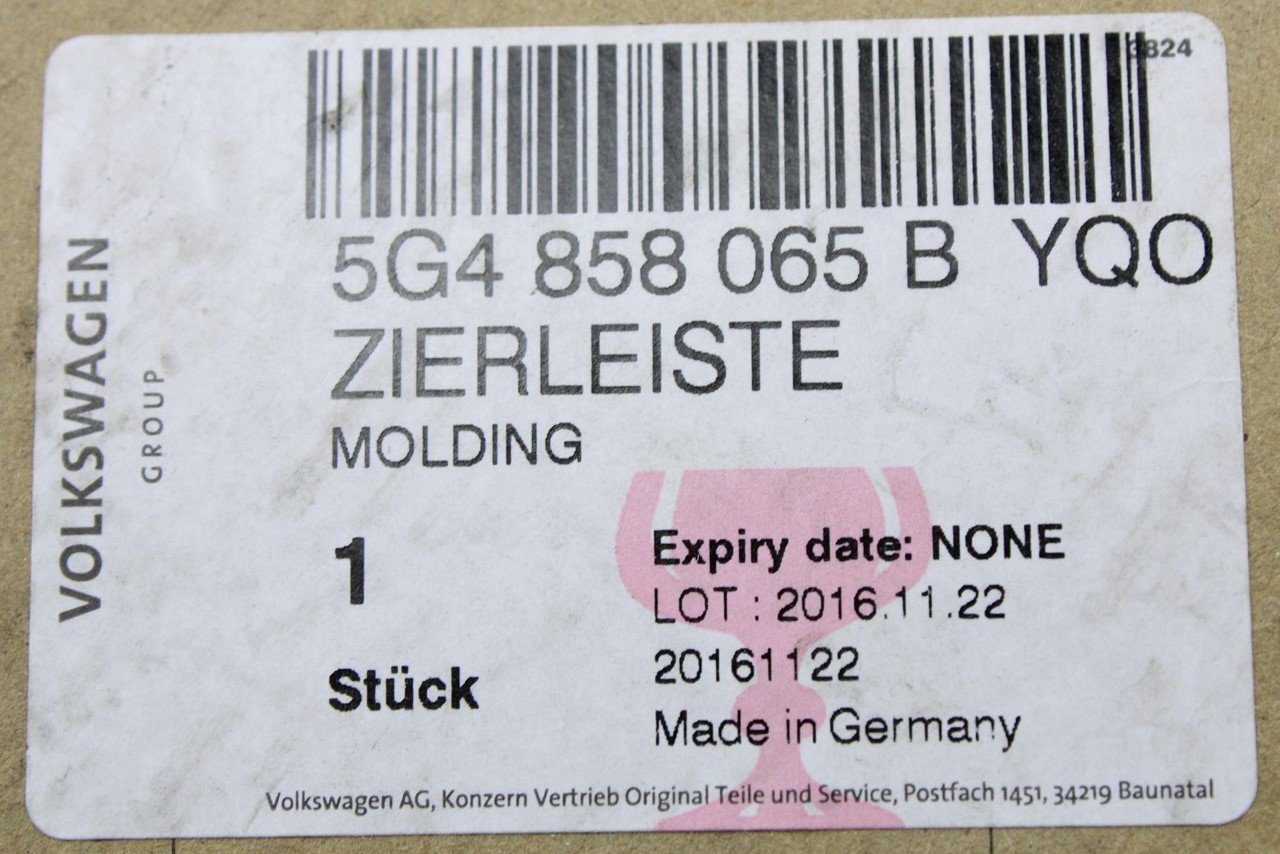 3824
5G4 858 065 B YQO
ZIERLEISTE
MOLDING
1
Stück
Expiry date: NONE
LOT : 2016.11.22
20161122
Made in Germany
Volkswagen AG, Konzern Vertrieb Original Teile und Service, Postfach 1451, 34219 Baunatal
VOLKSWAGEN
GROUP